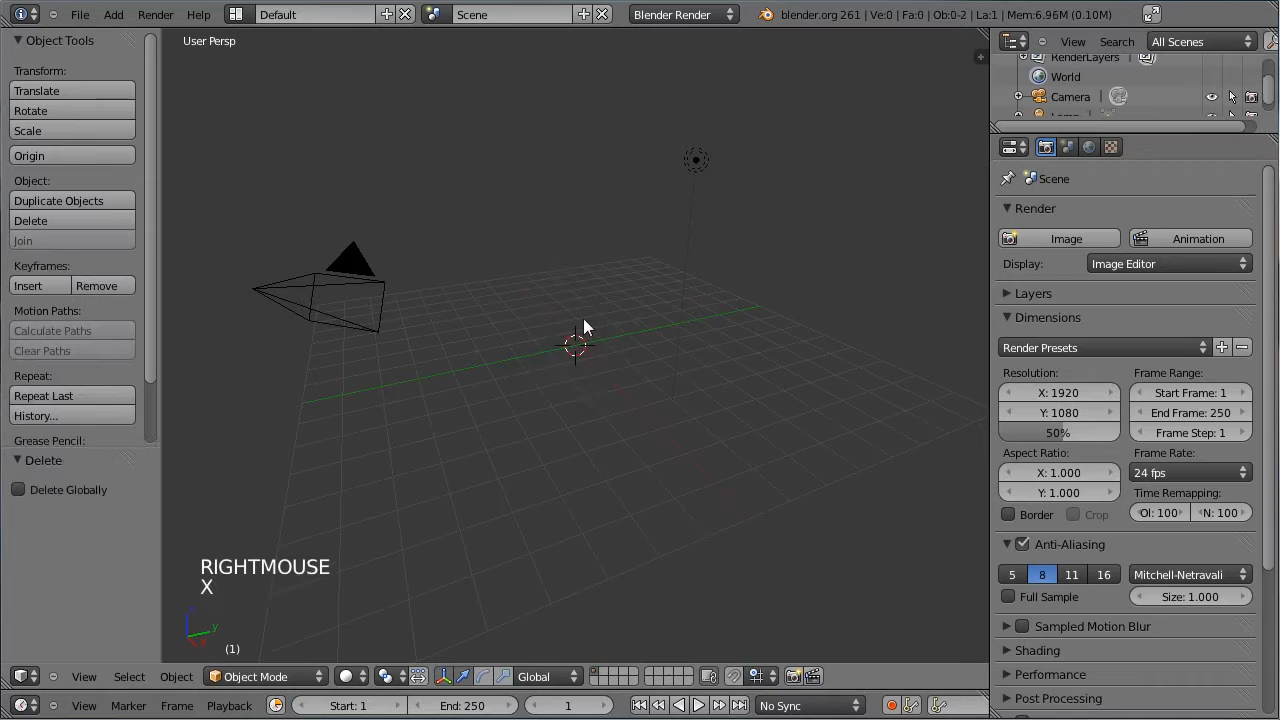 File Add Render Help Default Scene Blender Render blender.org 261 | Ve:0 | Fa:0 | Ob:0-2 | La:1 | Mem:6.96M (0.10M)
Object Tools
Transform:
Translate
Rotate
Scale
Origin
Object:
Duplicate Objects
Delete
Join
Keyframes:
Insert Remove
Motion Paths:
Calculate Paths
Clear Paths
Repeat:
Repeat Last
History...
Grease Pencil:
Delete
Delete Globally
User Persp
RIGHTMOUSE
X
z
y
x
(1)
View Select Object Object Mode Global
View Marker Frame Playback Start: 1 End: 250 1 No Sync
View Search All Scenes
RenderLayers
World
Camera
Scene
Render
Image Animation
Display: Image Editor
Layers
Dimensions
Render Presets
Resolution: Frame Range:
X: 1920 Start Frame: 1
Y: 1080 End Frame: 250
50% Frame Step: 1
Aspect Ratio: Frame Rate:
X: 1.000 24 fps
Y: 1.000 Time Remapping:
Border Crop Ol: 100 N: 100
Anti-Aliasing
5 8 11 16 Mitchell-Netravali
Full Sample Size: 1.000
Sampled Motion Blur
Shading
Performance
Post Processing